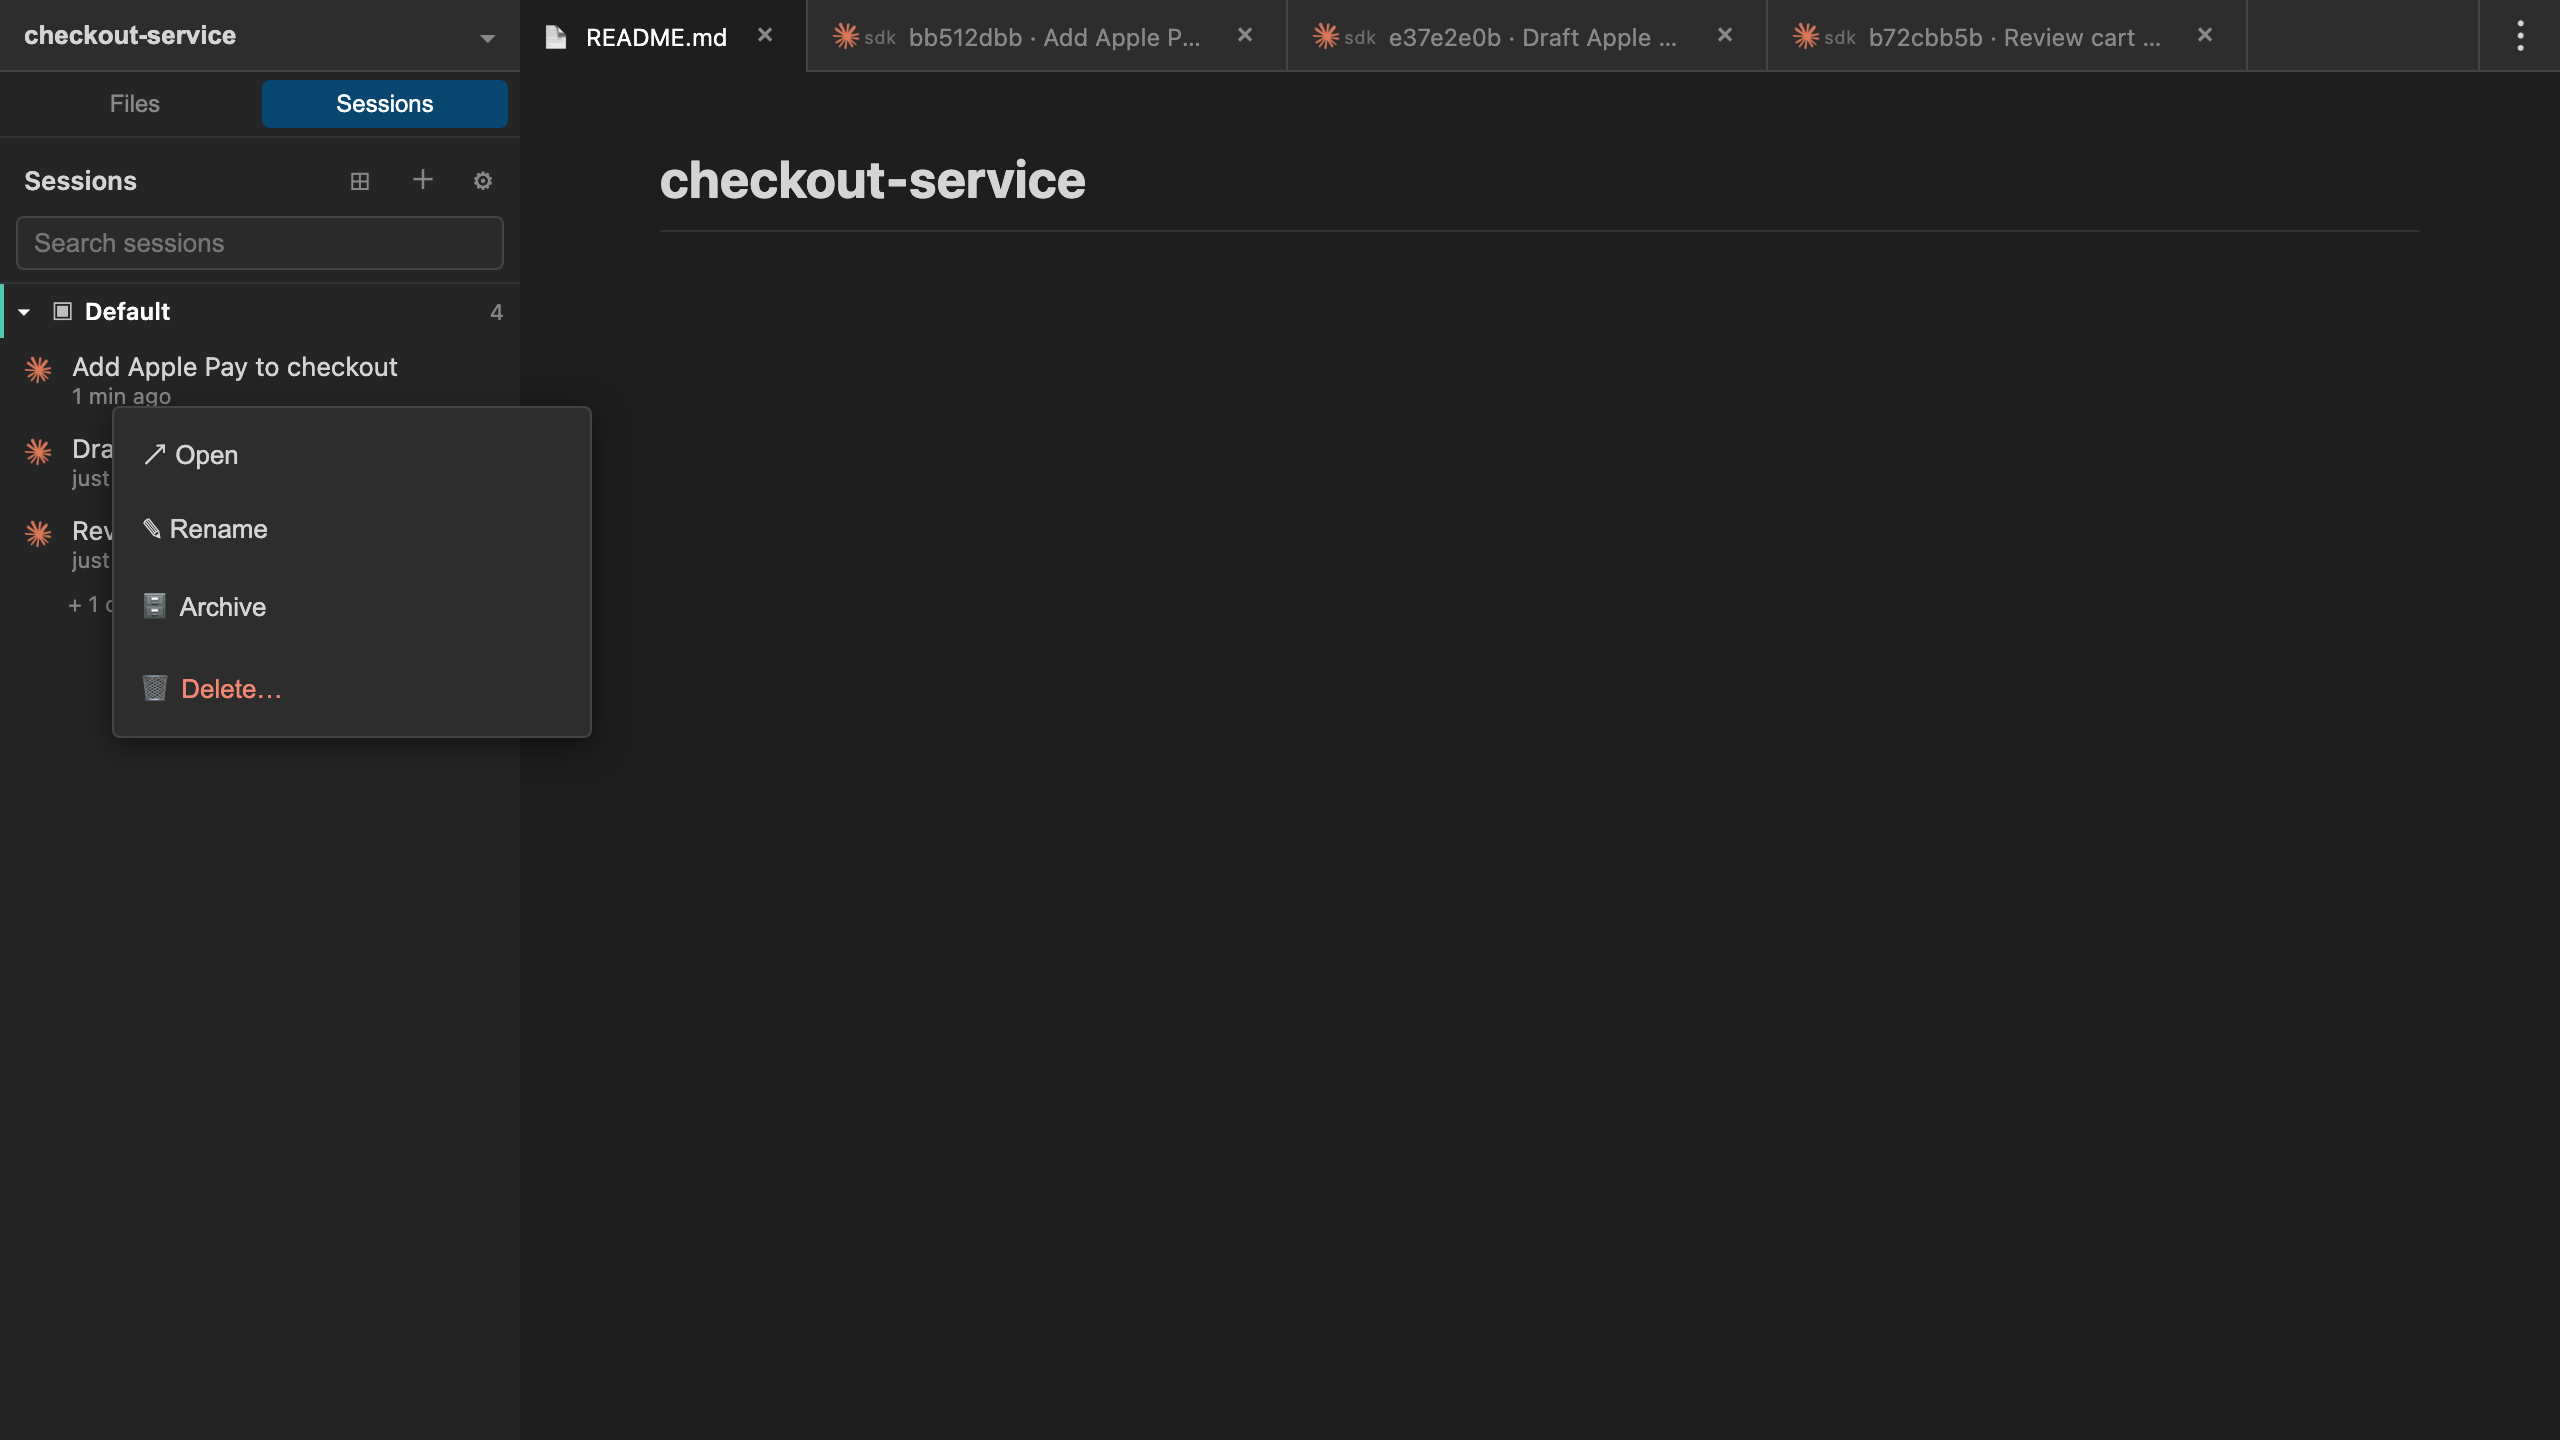 checkout-service
README.md
sdk bb512dbb · Add Apple P...
sdk e37e2e0b · Draft Apple ...
sdk b72cbb5b · Review cart ...
Files
Sessions
Sessions
Search sessions
Default
4
Add Apple Pay to checkout
1 min ago
just
just
+ 1
Open
Rename
Archive
Delete...
checkout-service